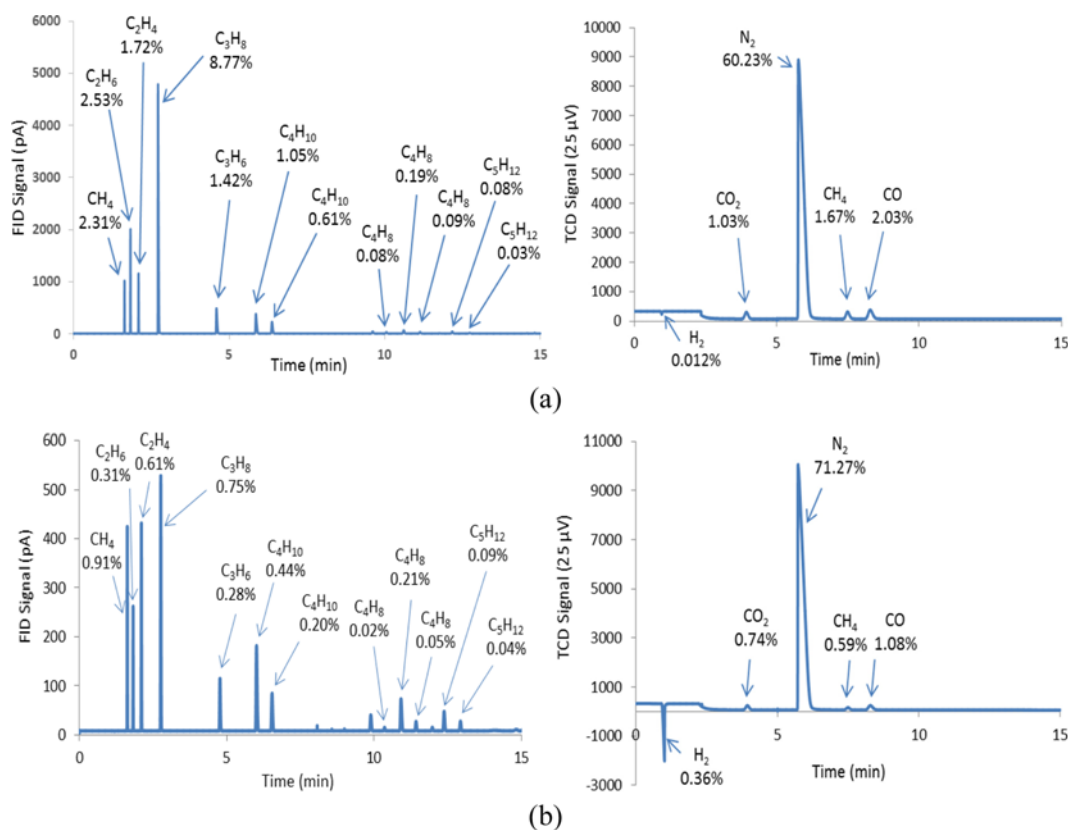 6000
5000
4000
3000
2000
1000
0
FID Signal (pA)
C₂H₄
1.72%
C₃H₈
8.77%
C₂H₆
2.53%
CH₄
2.31%
C₃H₆
1.42%
C₄H₁₀
1.05%
C₄H₁₀
0.61%
C₄H₈
0.08%
C₄H₈
0.19%
C₄H₈
0.09%
C₅H₁₂
0.08%
C₅H₁₂
0.03%
0 5 10 15
Time (min)
10000
9000
8000
7000
6000
5000
4000
3000
2000
1000
0
TCD Signal (25 µV)
N₂
60.23%
CO₂
1.03%
CH₄
1.67%
CO
2.03%
H₂
0.012%
0 5 10 15
Time (min)
(a)
600
500
400
300
200
100
0
FID Signal (pA)
C₂H₆
0.31%
C₂H₄
0.61%
C₃H₈
0.75%
CH₄
0.91%
C₃H₆
0.28%
C₄H₁₀
0.44%
C₄H₁₀
0.20%
C₄H₈
0.02%
C₄H₈
0.21%
C₄H₈
0.05%
C₅H₁₂
0.09%
C₅H₁₂
0.04%
0 5 10 15
Time (min)
11000
9000
7000
5000
3000
1000
-1000
-3000
TCD Signal (25 µV)
N₂
71.27%
CO₂
0.74%
CH₄
0.59%
CO
1.08%
H₂
0.36%
0 5 10 15
Time (min)
(b)